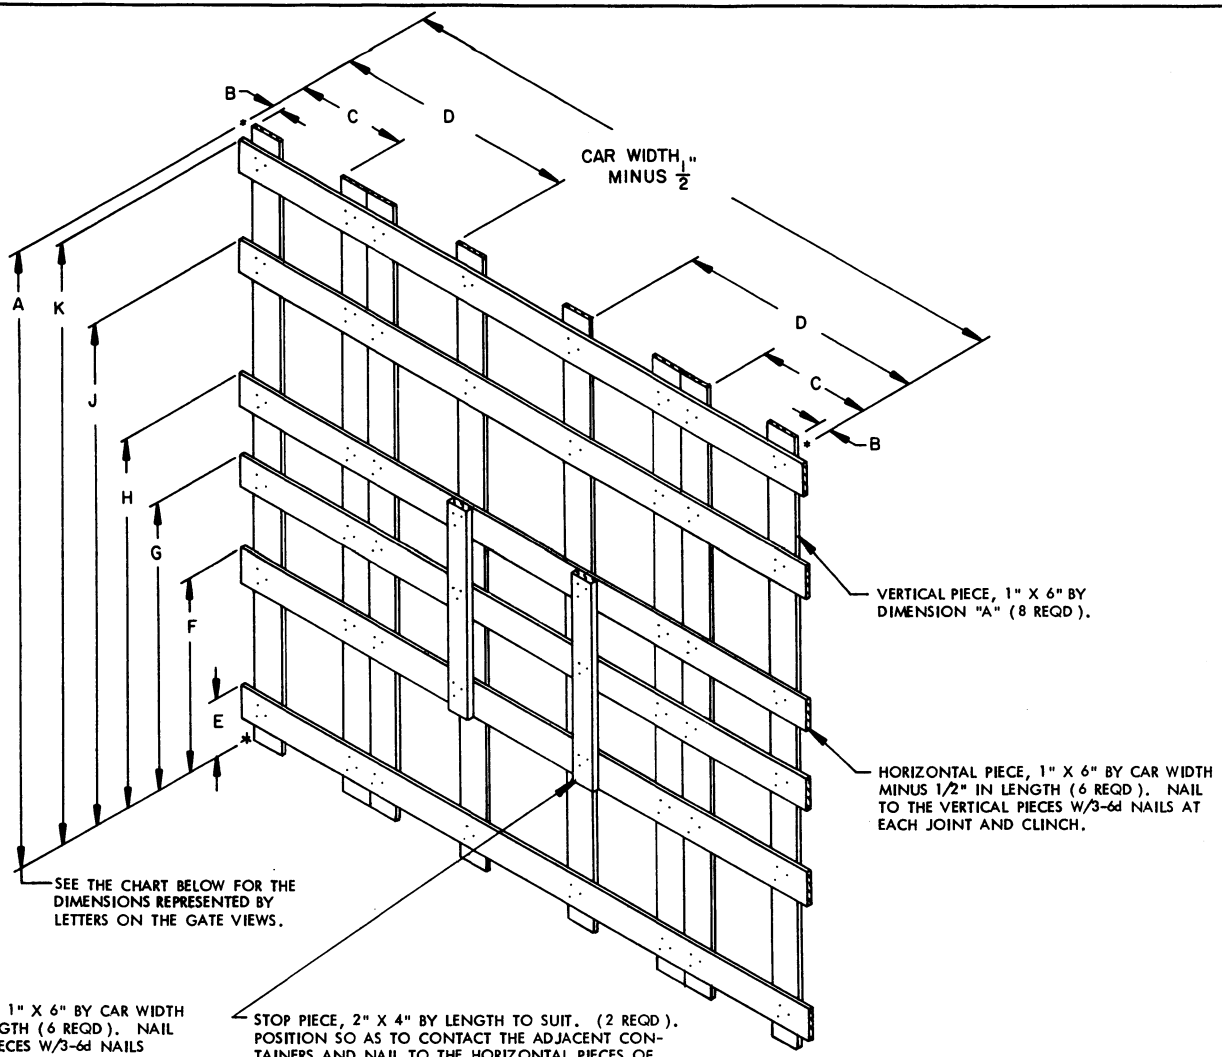 B
C
D
CAR WIDTH
MINUS 1/2"
D
C
B
*
*
A
K
J
H
G
F
E
*
VERTICAL PIECE, 1" X 6" BY
DIMENSION "A" (8 REQD ).
HORIZONTAL PIECE, 1" X 6" BY CAR WIDTH
MINUS 1/2" IN LENGTH (6 REQD ). NAIL
TO THE VERTICAL PIECES W/3-6d NAILS AT
EACH JOINT AND CLINCH.
SEE THE CHART BELOW FOR THE
DIMENSIONS REPRESENTED BY
LETTERS ON THE GATE VIEWS.
1" X 6" BY CAR WIDTH
GTH (6 REQD ). NAIL
ECES W/3-6d NAILS
STOP PIECE, 2" X 4" BY LENGTH TO SUIT. (2 REQD ).
POSITION SO AS TO CONTACT THE ADJACENT CON-
TAINERS AND NAIL TO THE HORIZONTAL PIECES OF